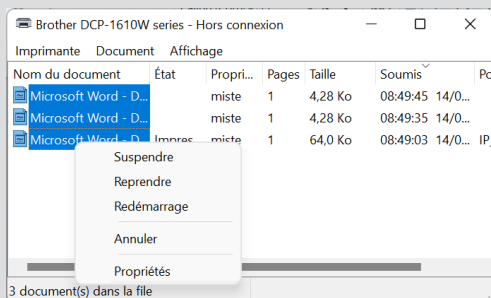 Brother DCP-1610W series - Hors connexion
Imprimante Document Affichage
Nom du document État Propri... Pages Taille Soumis Po
Microsoft Word - D... miste 1 4,28 Ko 08:49:45 14/0...
Microsoft Word - D... miste 1 4,28 Ko 08:49:35 14/0...
Microsoft Word - D... Impres miste 1 64,0 Ko 08:49:03 14/0... IP
Suspendre
Reprendre
Redémarrage
Annuler
Propriétés
3 document(s) dans la file